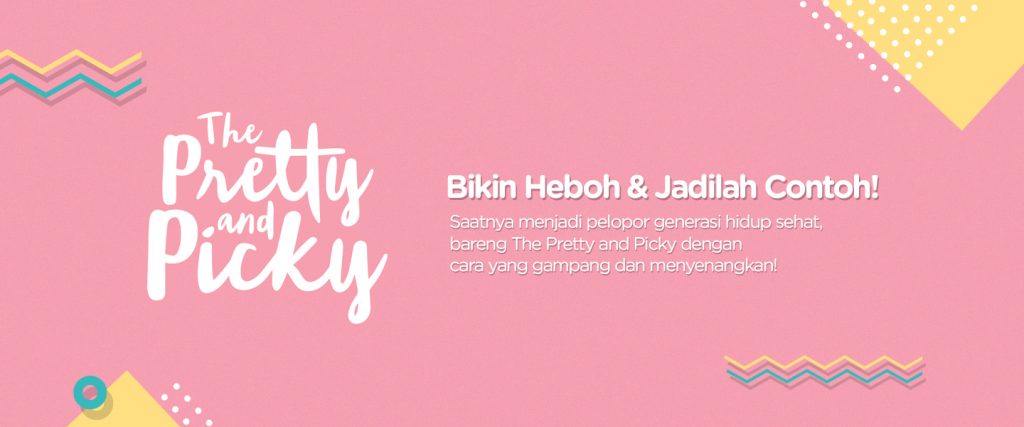 The
Pretty
and
Picky
Bikin Heboh & Jadilah Contoh!
Saatnya menjadi pelopor generasi hidup sehat,
bareng The Pretty and Picky dengan
cara yang gampang dan menyenangkan!